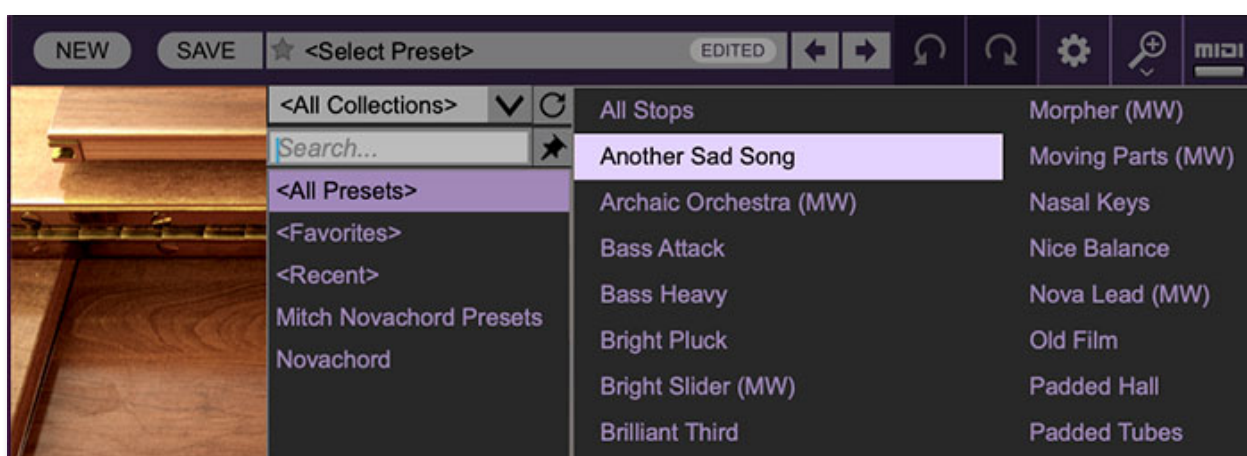 NEW
SAVE
<Select Preset>
EDITED
MIDI
<All Collections>
Search...
<All Presets>
<Favorites>
<Recent>
Mitch Novachord Presets
Novachord
All Stops
Another Sad Song
Archaic Orchestra (MW)
Bass Attack
Bass Heavy
Bright Pluck
Bright Slider (MW)
Brilliant Third
Morpher (MW)
Moving Parts (MW)
Nasal Keys
Nice Balance
Nova Lead (MW)
Old Film
Padded Hall
Padded Tubes